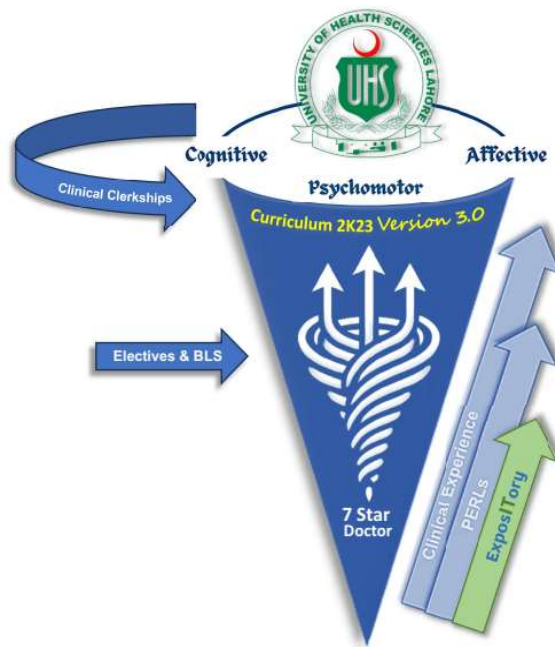 UNIVERSITY OF HEALTH SCIENCES LAHORE
UHS
Cognitive
Affective
Psychomotor
Clinical Clerkships
Curriculum 2K23 Version 3.0
Electives & BLS
7 Star
Doctor
Clinical Experience
PERLs
ExposITory